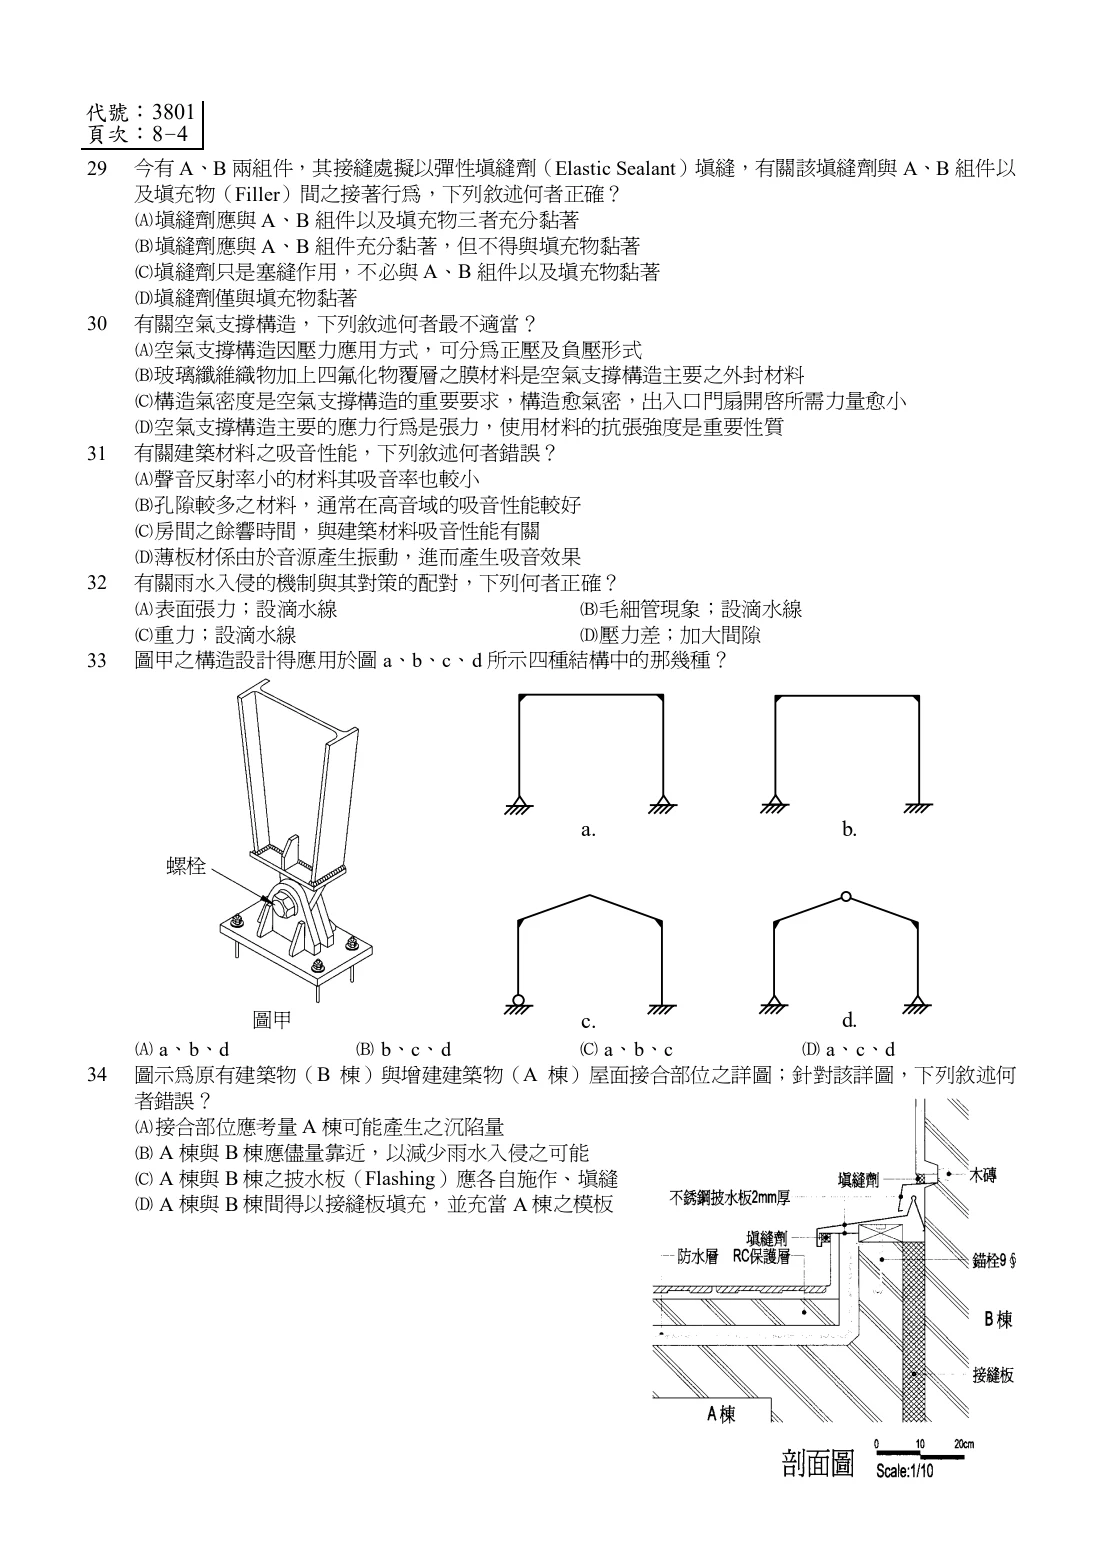 代號：3801
頁次：8-4
29 今有 A、B 兩組件，其接縫處擬以彈性填縫劑（Elastic Sealant）填縫，有關該填縫劑與 A、B 組件以
及填充物（Filler）間之接著行為，下列敘述何者正確？
(A)填縫劑應與 A、B 組件以及填充物三者充分黏著
(B)填縫劑應與 A、B 組件充分黏著，但不得與填充物黏著
(C)填縫劑只是塞縫作用，不必與 A、B 組件以及填充物黏著
(D)填縫劑僅與填充物黏著
30 有關空氣支撐構造，下列敘述何者最不適當？
(A)空氣支撐構造因壓力應用方式，可分為正壓及負壓形式
(B)玻璃纖維織物加上四氟化物覆層之膜材料是空氣支撐構造主要之外封材料
(C)構造氣密度是空氣支撐構造的重要要求，構造愈氣密，出入口門扇開啓所需力量愈小
(D)空氣支撐構造主要的應力行為是張力，使用材料的抗張強度是重要性質
31 有關建築材料之吸音性能，下列敘述何者錯誤？
(A)聲音反射率小的材料其吸音率也較小
(B)孔隙較多之材料，通常在高音域的吸音性能較好
(C)房間之餘響時間，與建築材料吸音性能有關
(D)薄板材係由於音源產生振動，進而產生吸音效果
32 有關雨水入侵的機制與其對策的配對，下列何者正確？
(A)表面張力；設滴水線 (B)毛細管現象；設滴水線
(C)重力；設滴水線 (D)壓力差；加大間隙
33 圖甲之構造設計得應用於圖 a、b、c、d 所示四種結構中的那幾種？
螺栓
圖甲
a.
b.
c.
d.
(A) a、b、d (B) b、c、d (C) a、b、c (D) a、c、d
34 圖示為原有建築物（B 棟）與增建建築物（A 棟）屋面接合部位之詳圖；針對該詳圖，下列敘述何
者錯誤？
(A)接合部位應考量 A 棟可能產生之沉陷量
(B) A 棟與 B 棟應儘量靠近，以減少雨水入侵之可能
(C) A 棟與 B 棟之披水板（Flashing）應各自施作、填縫
(D) A 棟與 B 棟間得以接縫板填充，並充當 A 棟之模板
填縫劑
木磚
不銹鋼披水板2mm厚
填縫劑
防水層 RC保護層
錨栓9∮
B棟
接縫板
A棟
剖面圖
0 10 20cm
Scale:1/10